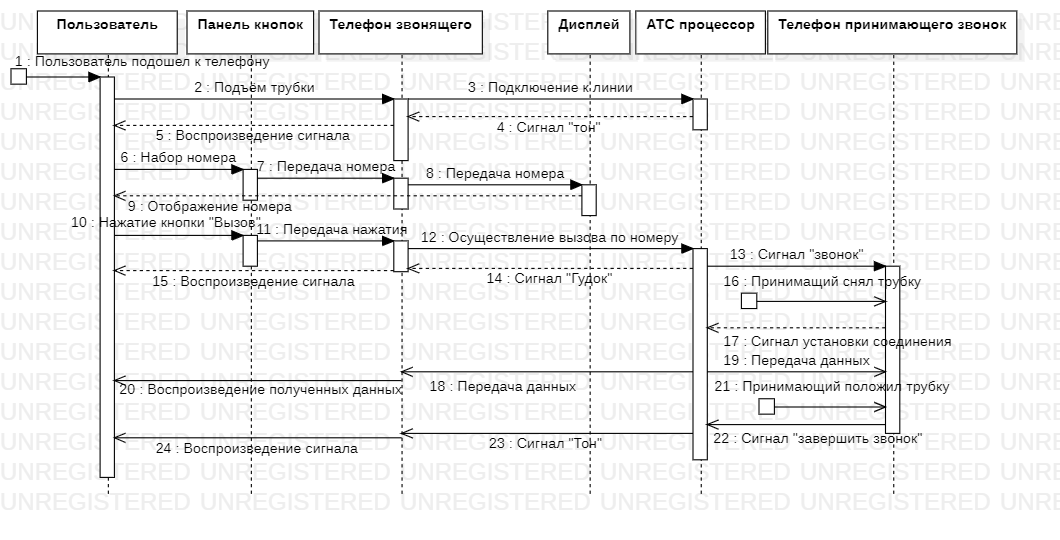 Пользователь
Панель кнопок
Телефон звонящего
Дисплей
АТС процессор
Телефон принимающего звонок
1 : Пользователь подошел к телефону
2 : Подъём трубки
3 : Подключение к линии
4 : Сигнал "тон"
5 : Воспроизведение сигнала
6 : Набор номера
7 : Передача номера
8 : Передача номера
9 : Отображение номера
10 : Нажатие кнопки "Вызов"
11 : Передача нажатия
12 : Осуществление вызова по номеру
13 : Сигнал "звонок"
14 : Сигнал "Гудок"
15 : Воспроизведение сигнала
16 : Принимащий снял трубку
17 : Сигнал установки соединения
19 : Передача данных
18 : Передача данных
20 : Воспроизведение полученных данных
21 : Принимающий положил трубку
22 : Сигнал "завершить звонок"
23 : Сигнал "Тон"
24 : Воспроизведение сигнала
UNREGISTERED